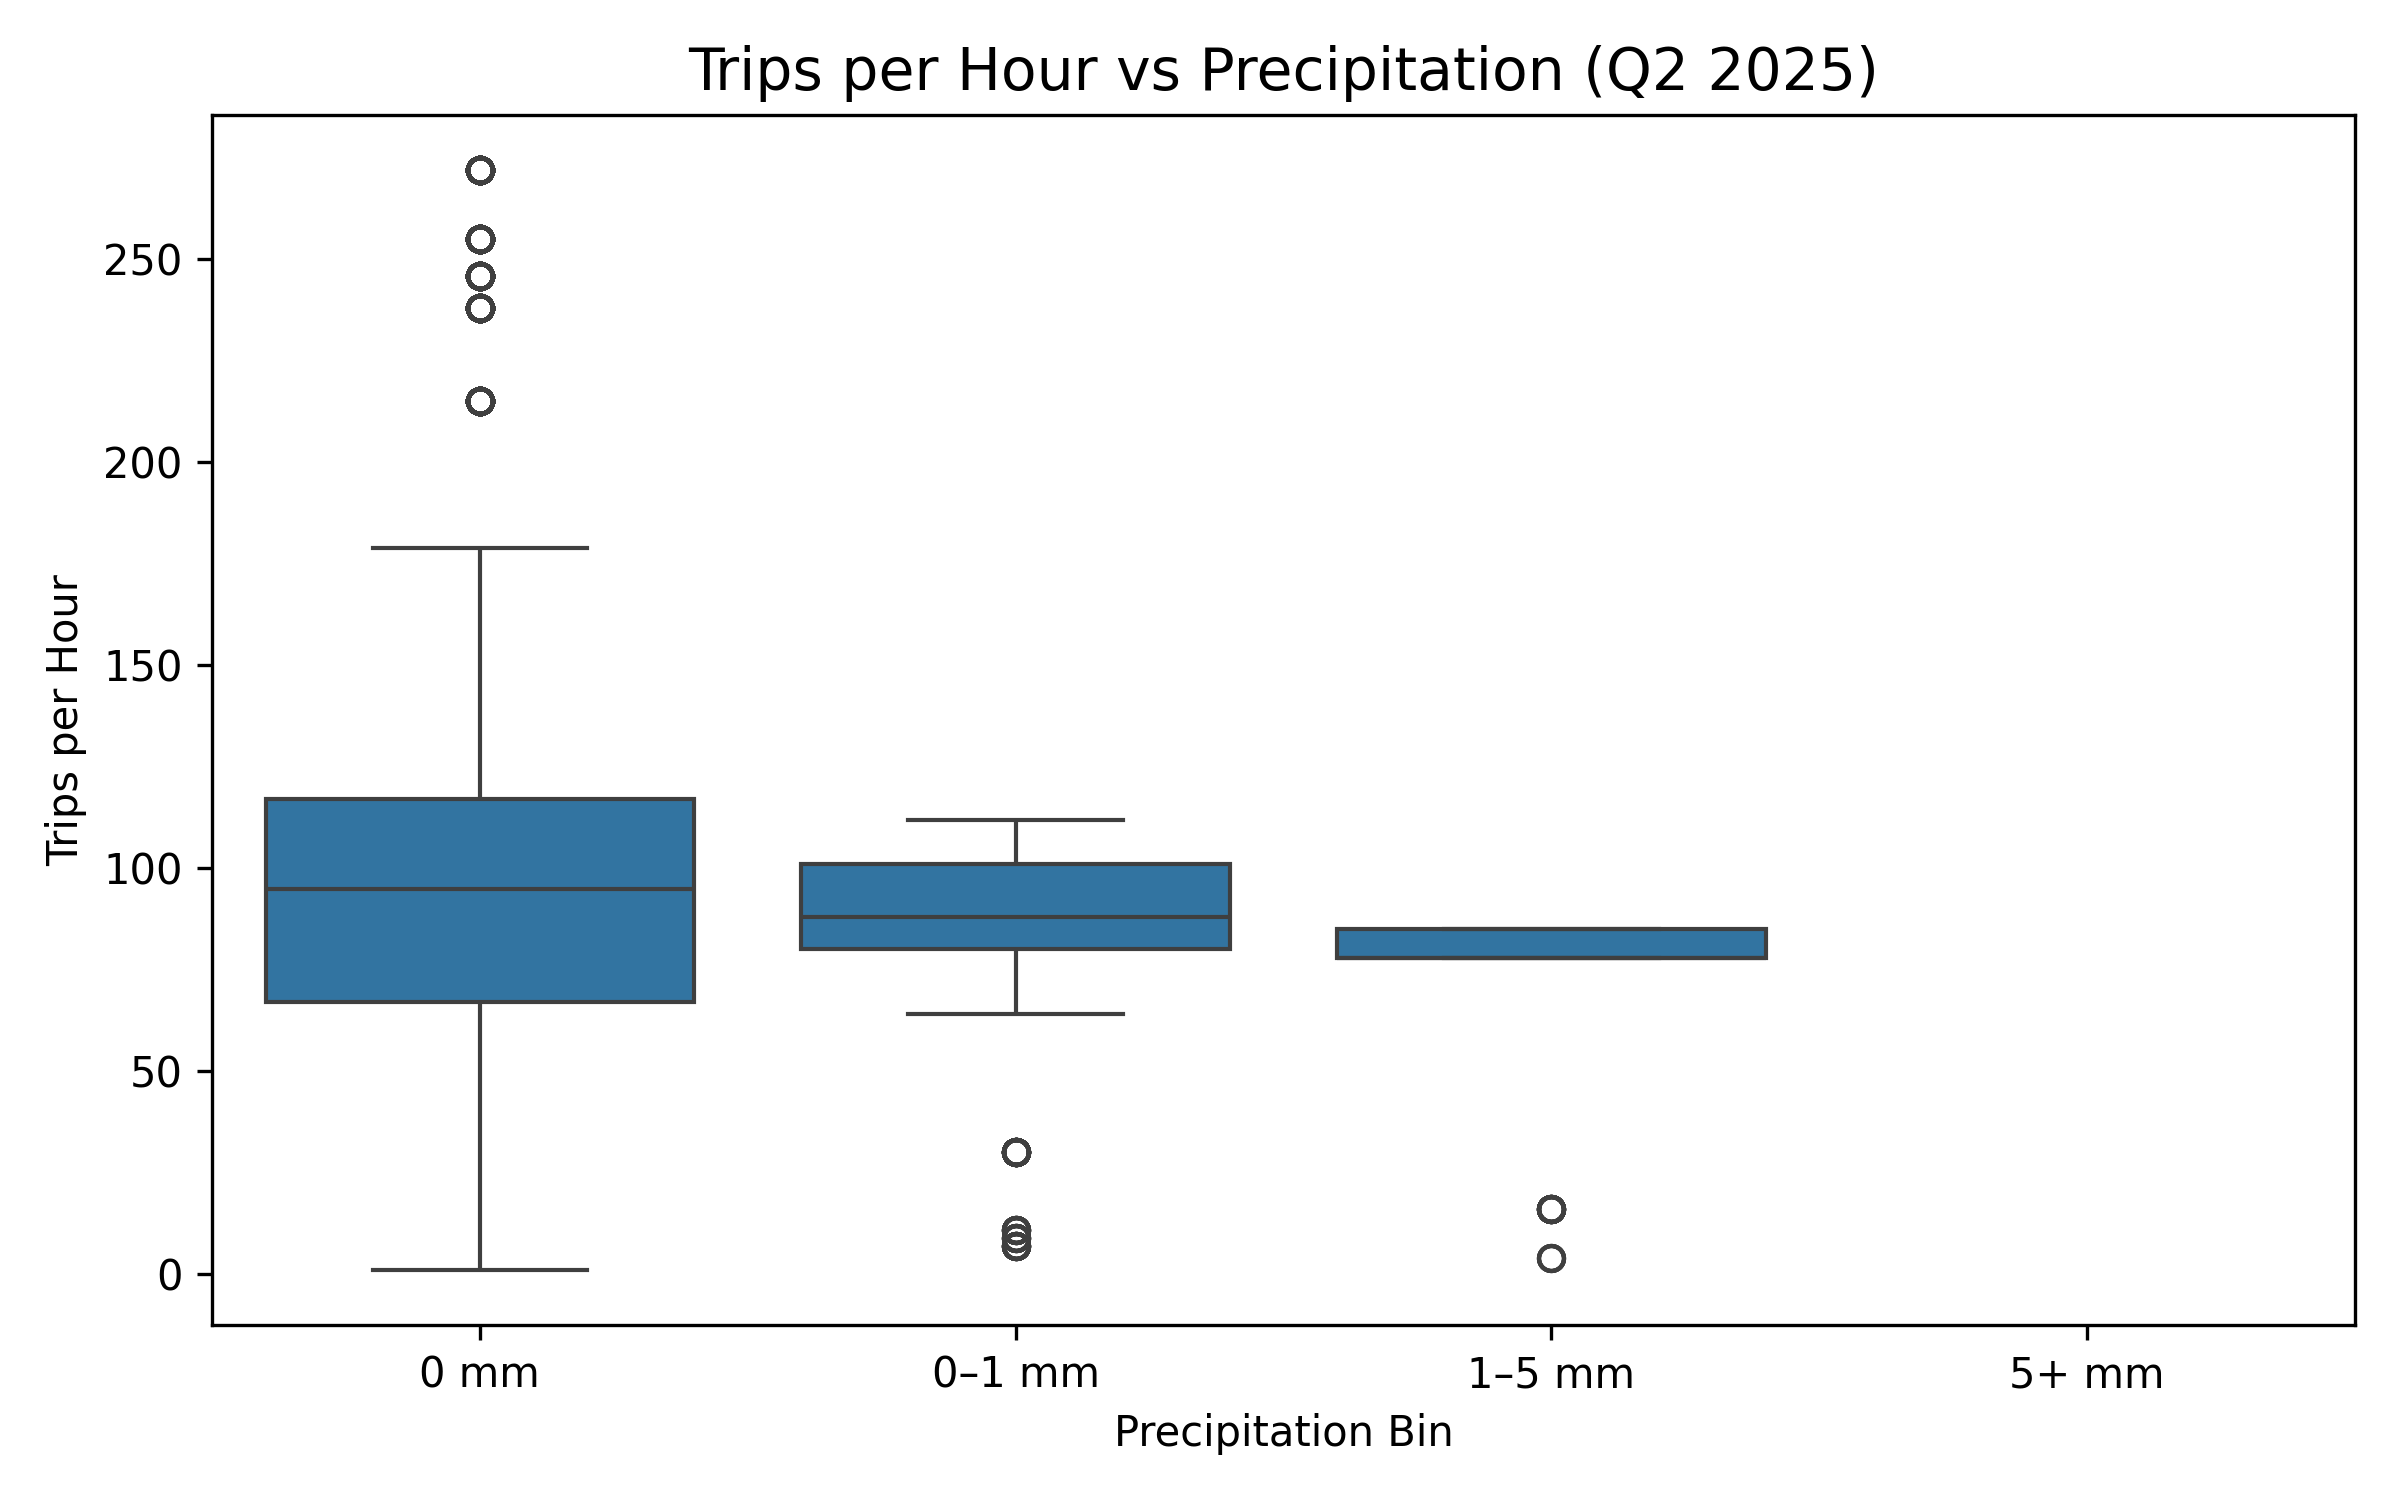 Trips per Hour vs Precipitation (Q2 2025)
Trips per Hour
250
200
150
100
50
0
0 mm
0–1 mm
1–5 mm
5+ mm
Precipitation Bin